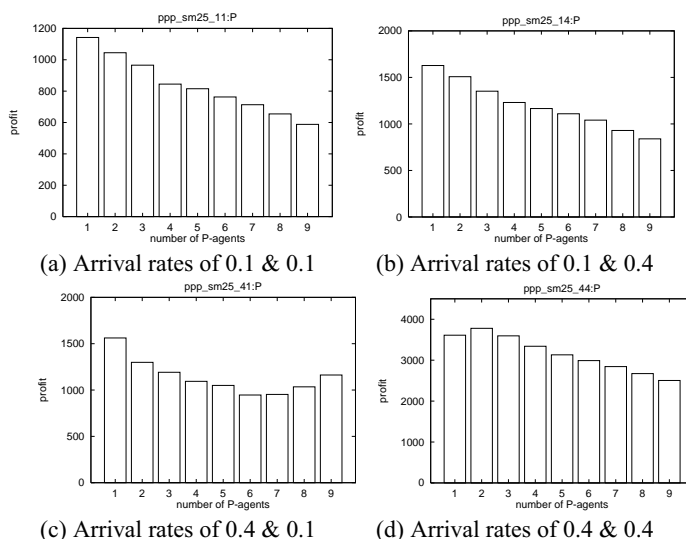 ppp_sm25_11:P
1200
1000
800
600
400
200
0
profit
1 2 3 4 5 6 7 8 9
number of P-agents
(a) Arrival rates of 0.1 & 0.1
ppp_sm25_14:P
2000
1500
1000
500
0
profit
1 2 3 4 5 6 7 8 9
number of P-agents
(b) Arrival rates of 0.1 & 0.4
ppp_sm25_41:P
2000
1500
1000
500
0
profit
1 2 3 4 5 6 7 8 9
number of P-agents
(c) Arrival rates of 0.4 & 0.1
ppp_sm25_44:P
4000
3000
2000
1000
0
profit
1 2 3 4 5 6 7 8 9
number of P-agents
(d) Arrival rates of 0.4 & 0.4